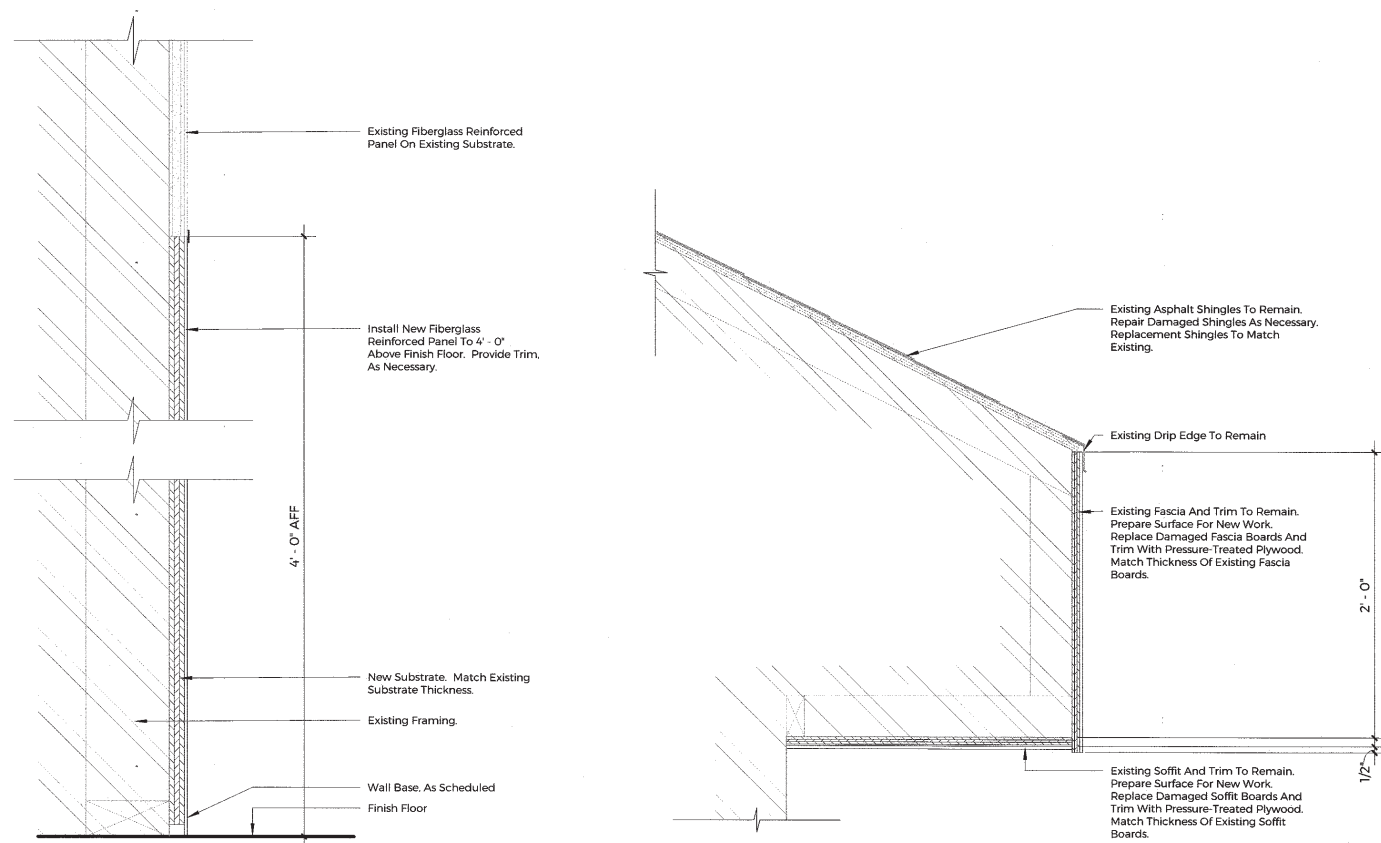 Existing Fiberglass Reinforced
Panel On Existing Substrate.
Install New Fiberglass
Reinforced Panel To 4' - 0"
Above Finish Floor. Provide Trim,
As Necessary.
4' - 0" AFF
New Substrate. Match Existing
Substrate Thickness.
Existing Framing.
Wall Base, As Scheduled
Finish Floor
Existing Asphalt Shingles To Remain.
Repair Damaged Shingles As Necessary.
Replacement Shingles To Match
Existing.
Existing Drip Edge To Remain
Existing Fascia And Trim To Remain.
Prepare Surface For New Work.
Replace Damaged Fascia Boards And
Trim With Pressure-Treated Plywood.
Match Thickness Of Existing Fascia
Boards.
2' - 0"
1/2"
Existing Soffit And Trim To Remain.
Prepare Surface For New Work.
Replace Damaged Soffit Boards And
Trim With Pressure-Treated Plywood.
Match Thickness Of Existing Soffit
Boards.